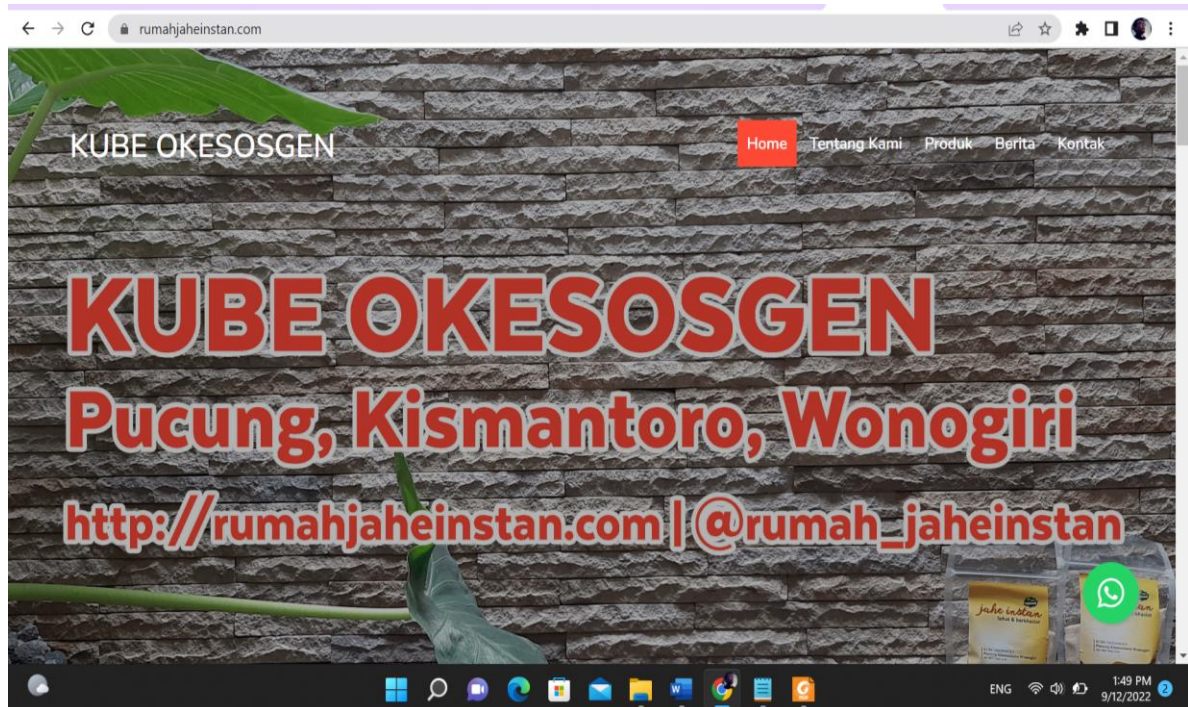 rumahjaheinstan.com
KUBE OKESOSGEN
Home Tentang Kami Produk Berita Kontak
KUBE OKESOSGEN
Pucung, Kismantoro, Wonogiri
http://rumahjaheinstan.com | @rumah_jaheinstan
jahe instan
ENG
1:49 PM
9/12/2022
2